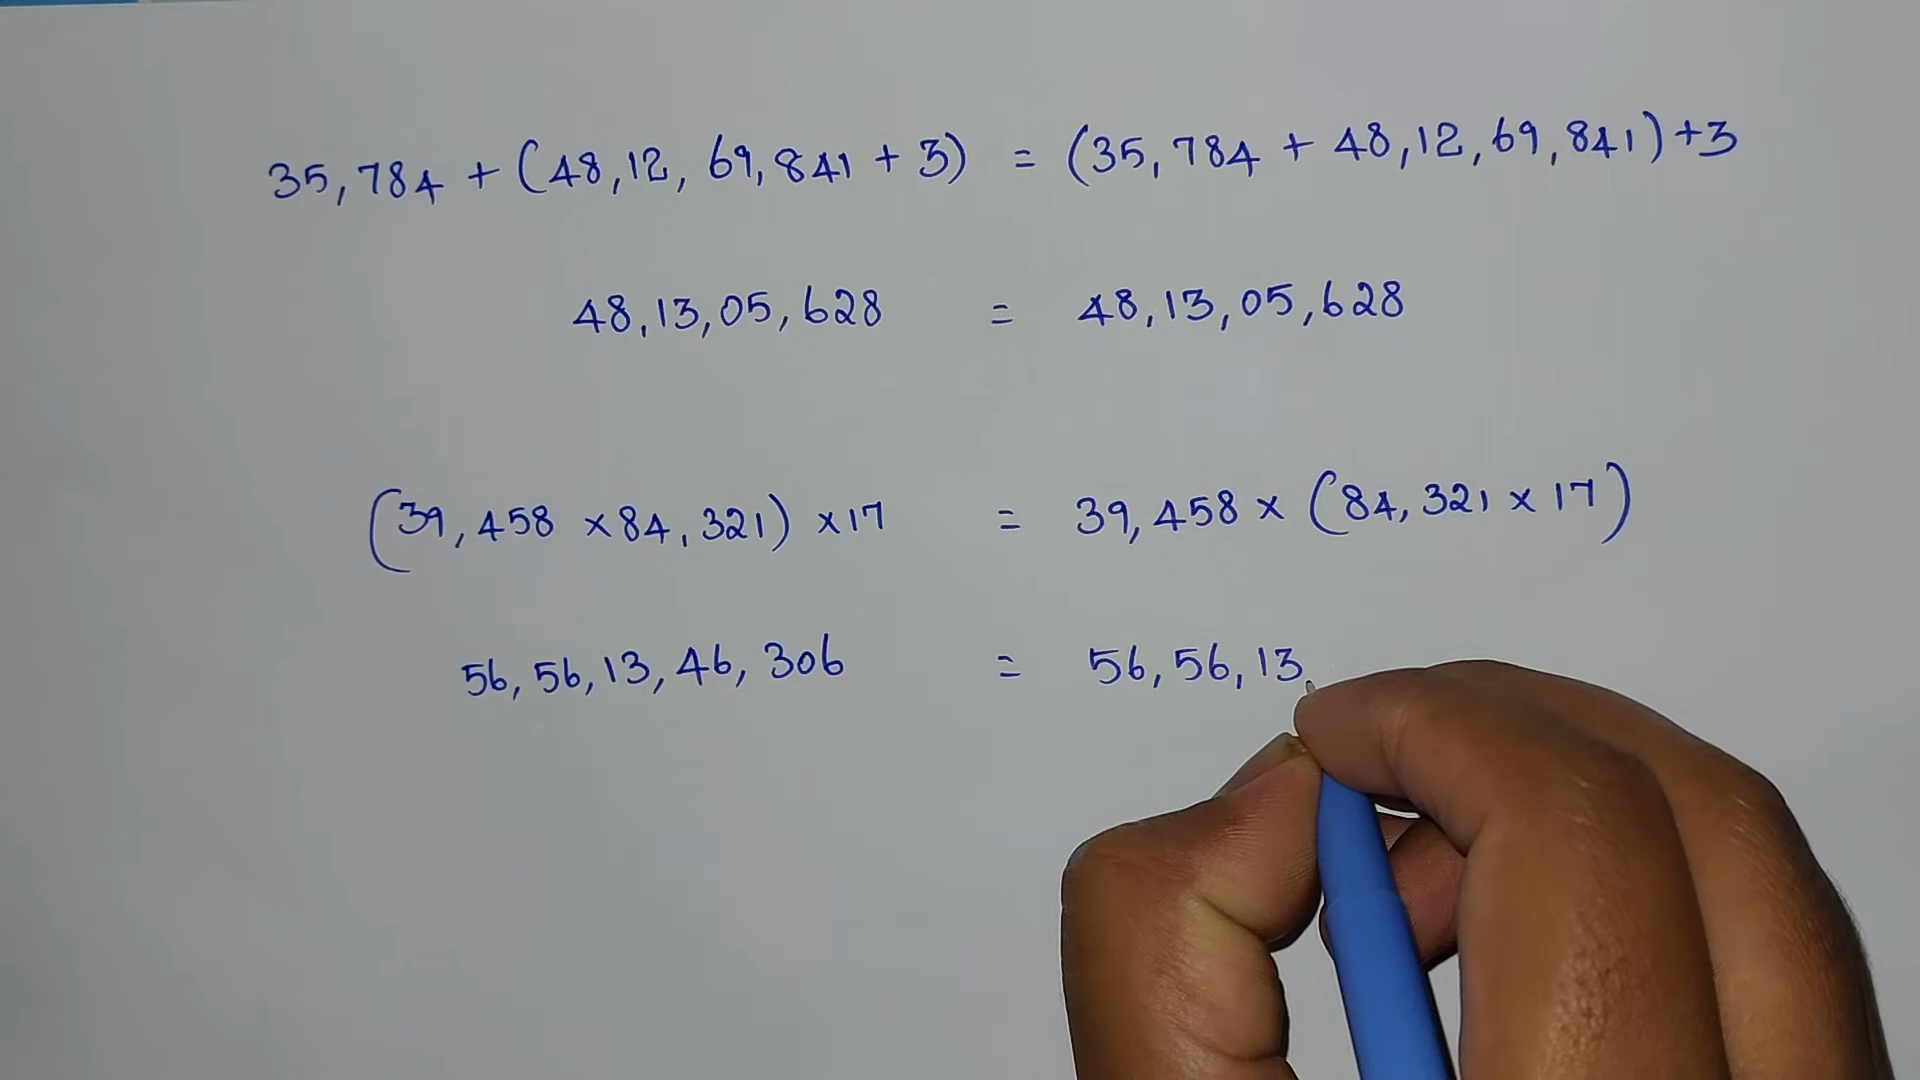 35,784 + (48,12, 69,841 + 3) = (35,784 + 48,12,69,841) + 3
48,13,05,628 = 48,13,05,628
(39,458 × 84,321) × 17 = 39,458 × (84,321 × 17)
56,56,13,46,306 = 56,56,13,